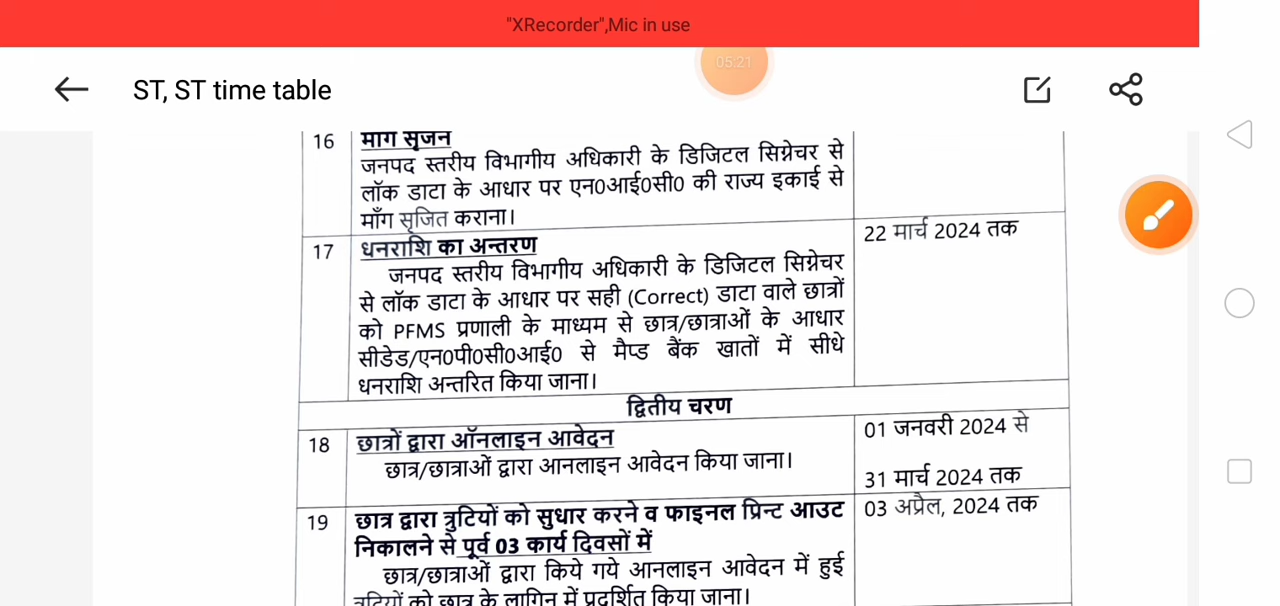 "XRecorder",Mic in use
05:21
ST, ST time table
16 माग सृजन
जनपद स्तरीय विभागीय अधिकारी के डिजिटल सिग्नेचर से
लॉक डाटा के आधार पर एन0आई0सी0 की राज्य इकाई से
माँग सृजित कराना।
17 धनराशि का अन्तरण 22 मार्च 2024 तक
जनपद स्तरीय विभागीय अधिकारी के डिजिटल सिग्नेचर
से लॉक डाटा के आधार पर सही (Correct) डाटा वाले छात्रों
को PFMS प्रणाली के माध्यम से छात्र/छात्राओं के आधार
सीडेड/एन0पी0सी0आई0 से मैप्ड बैंक खातों में सीधे
धनराशि अन्तरित किया जाना।
द्वितीय चरण
18 छात्रों द्वारा ऑनलाइन आवेदन 01 जनवरी 2024 से
छात्र/छात्राओं द्वारा आनलाइन आवेदन किया जाना।
31 मार्च 2024 तक
19 छात्र द्वारा त्रुटियों को सुधार करने व फाइनल प्रिन्ट आउट 03 अप्रैल, 2024 तक
निकालने से पूर्व 03 कार्य दिवसों में
छात्र/छात्राओं द्वारा किये गये आनलाइन आवेदन में हुई
त्रुटियों को छात्र के लागिन में प्रदर्शित किया जाना।